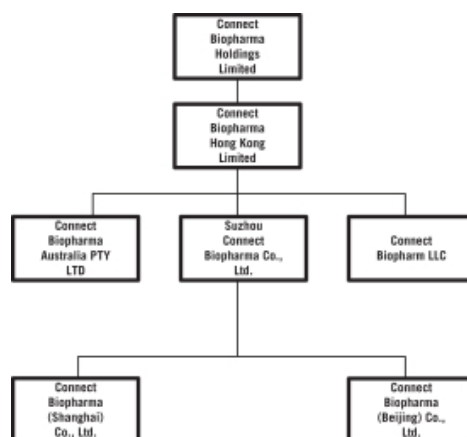 Connect
Biopharma
Holdings
Limited
Connect
Biopharma
Hong Kong
Limited
Connect
Biopharma
Australia PTY
LTD
Suzhou
Connect
Biopharma Co.,
Ltd.
Connect
Biopharm LLC
Connect
Biopharma
(Shanghai)
Co., Ltd.
Connect
Biopharma
(Beijing) Co.,
Ltd.